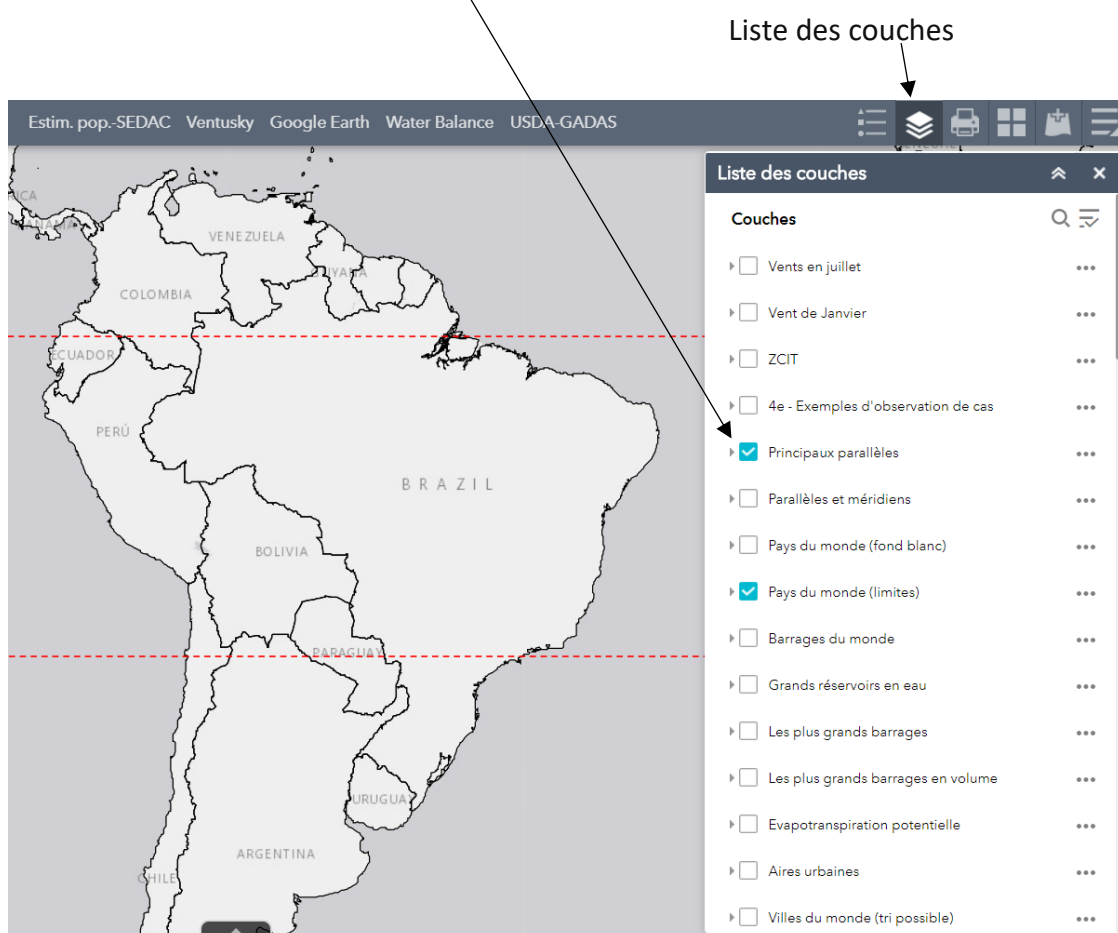 Liste des couches
Estim. pop.-SEDAC Ventusky Google Earth Water Balance USDA-GADAS
Liste des couches
Couches
Vents en juillet
Vent de Janvier
ZCIT
4e - Exemples d'observation de cas
Principaux parallèles
Parallèles et méridiens
Pays du monde (fond blanc)
Pays du monde (limites)
Barrages du monde
Grands réservoirs en eau
Les plus grands barrages
Les plus grands barrages en volume
Evapotranspiration potentielle
Aires urbaines
Villes du monde (tri possible)
PANAMA
VENEZUELA
GUYANA
COLOMBIA
ECUADOR
PERÚ
BRAZIL
BOLIVIA
PARAGUAY
URUGUAY
ARGENTINA
CHILE